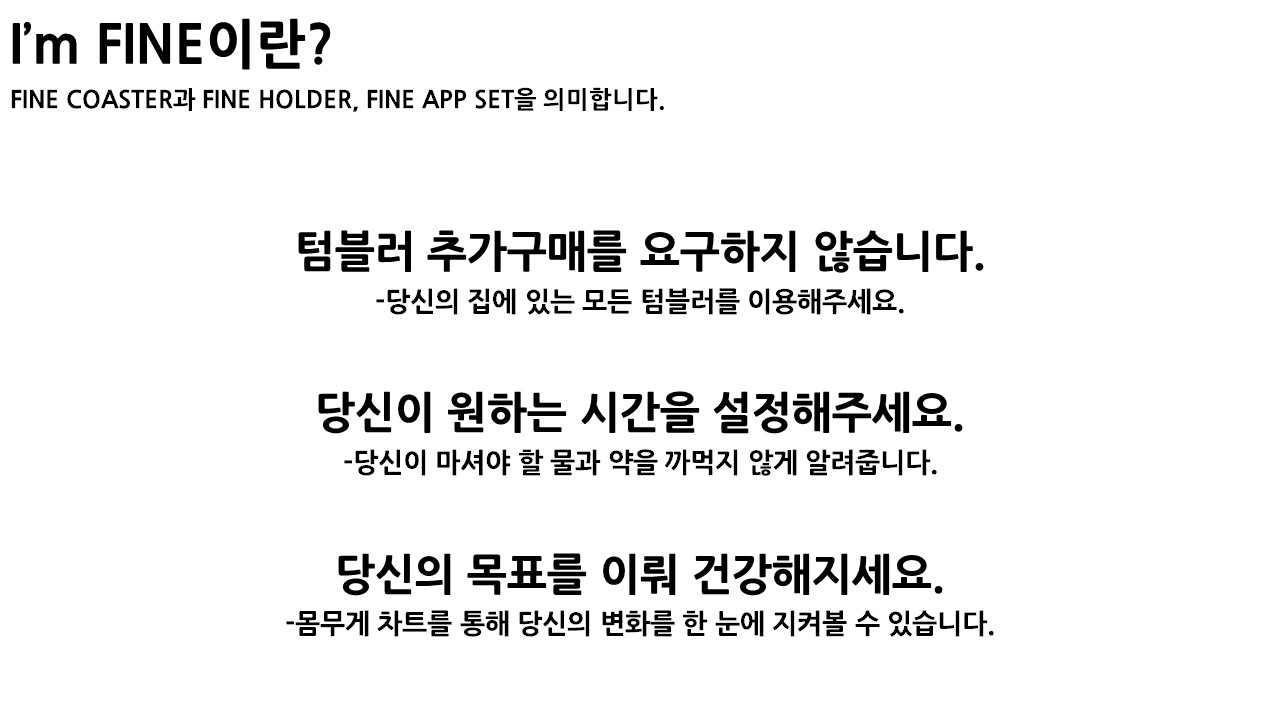 I'm FINE이란?
FINE COASTER과 FINE HOLDER, FINE APP SET을 의미합니다.
텀블러 추가구매를 요구하지 않습니다.
-당신의 집에 있는 모든 텀블러를 이용해주세요.
당신이 원하는 시간을 설정해주세요.
-당신이 마셔야 할 물과 약을 까먹지 않게 알려줍니다.
당신의 목표를 이뤄 건강해지세요.
-몸무게 차트를 통해 당신의 변화를 한 눈에 지켜볼 수 있습니다.